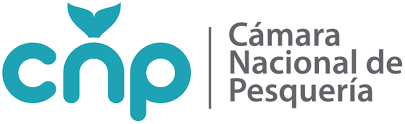 cnp
Cámara
Nacional de
Pesquería